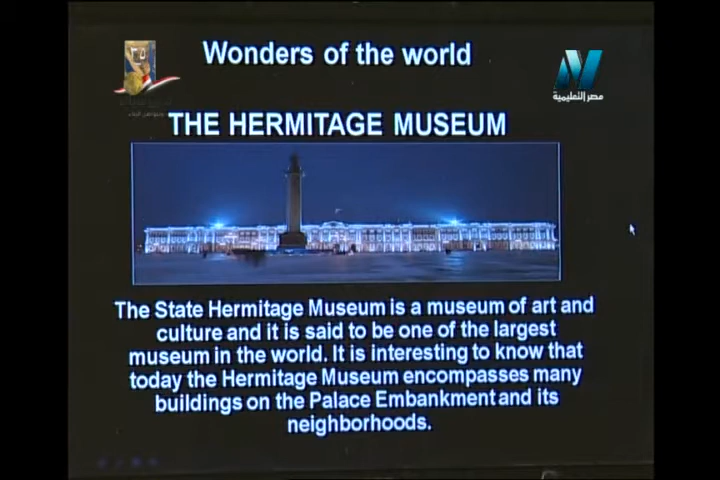 Wonders of the world
مصر التعليمية
THE HERMITAGE MUSEUM
The State Hermitage Museum is a museum of art and
culture and it is said to be one of the largest
museum in the world. It is interesting to know that
today the Hermitage Museum encompasses many
buildings on the Palace Embankment and its
neighborhoods.